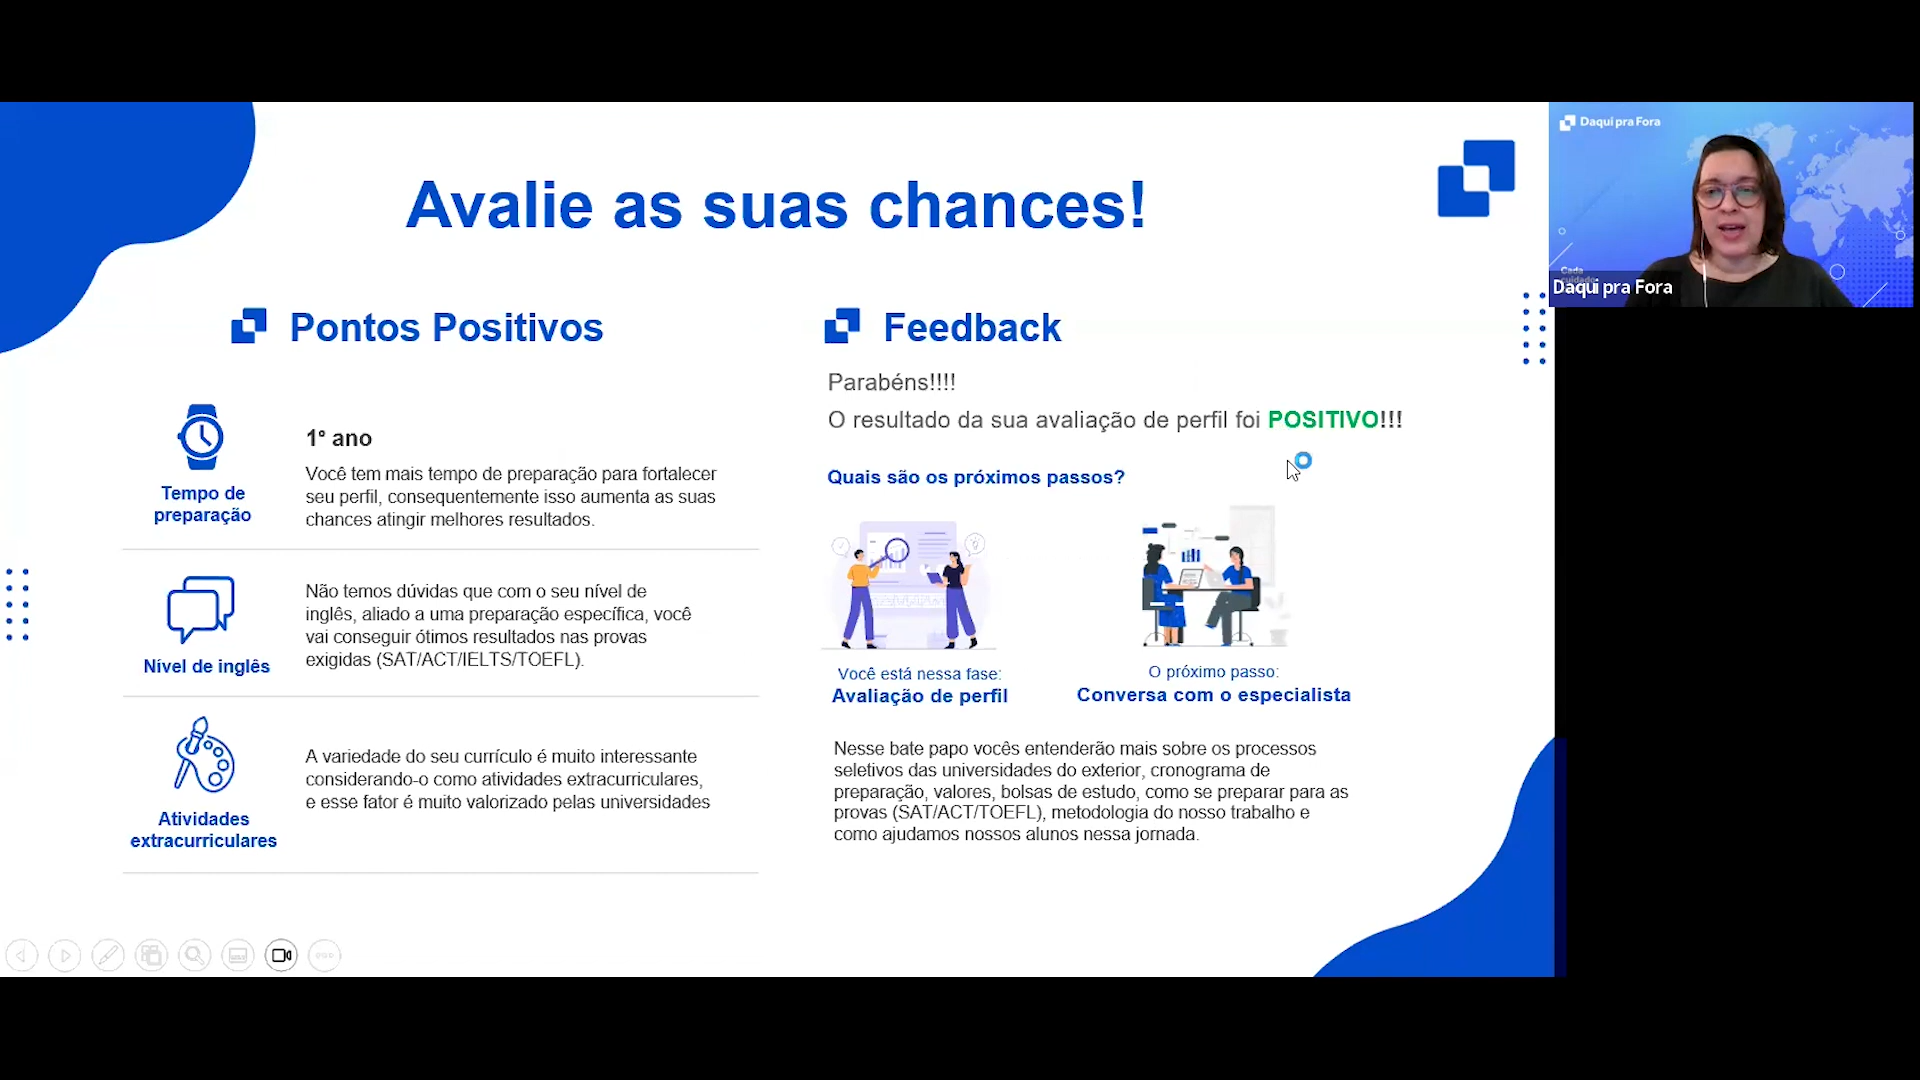 Avalie as suas chances!
Pontos Positivos
Tempo de
preparação
1° ano
Você tem mais tempo de preparação para fortalecer
seu perfil, consequentemente isso aumenta as suas
chances atingir melhores resultados.
Nível de inglês
Não temos dúvidas que com o seu nível de
inglês, aliado a uma preparação específica, você
vai conseguir ótimos resultados nas provas
exigidas (SAT/ACT/IELTS/TOEFL).
Atividades
extracurriculares
A variedade do seu currículo é muito interessante
considerando-o como atividades extracurriculares,
e esse fator é muito valorizado pelas universidades
Feedback
Parabéns!!!!
O resultado da sua avaliação de perfil foi POSITIVO!!!
Quais são os próximos passos?
Você está nessa fase:
Avaliação de perfil
O próximo passo:
Conversa com o especialista
Nesse bate papo vocês entenderão mais sobre os processos
seletivos das universidades do exterior, cronograma de
preparação, valores, bolsas de estudo, como se preparar para as
provas (SAT/ACT/TOEFL), metodologia do nosso trabalho e
como ajudamos nossos alunos nessa jornada.
Daqui pra Fora
Cada
Daqui pra Fora